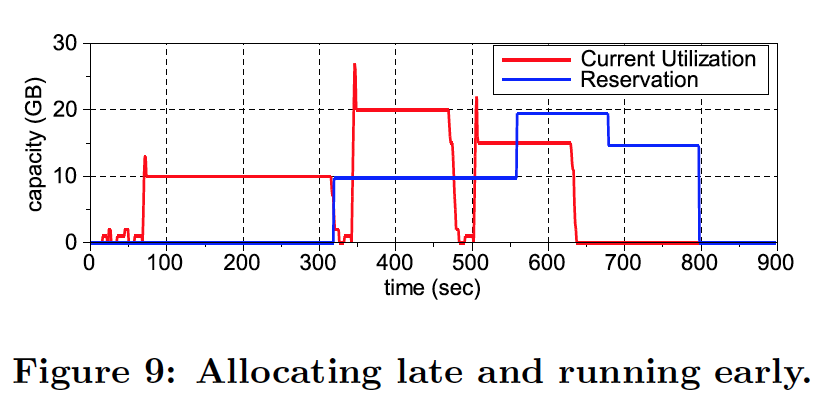 30
Current Utilization
Reservation
20
10
0
capacity (GB)
0 100 200 300 400 500 600 700 800 900
time (sec)
Figure 9: Allocating late and running early.